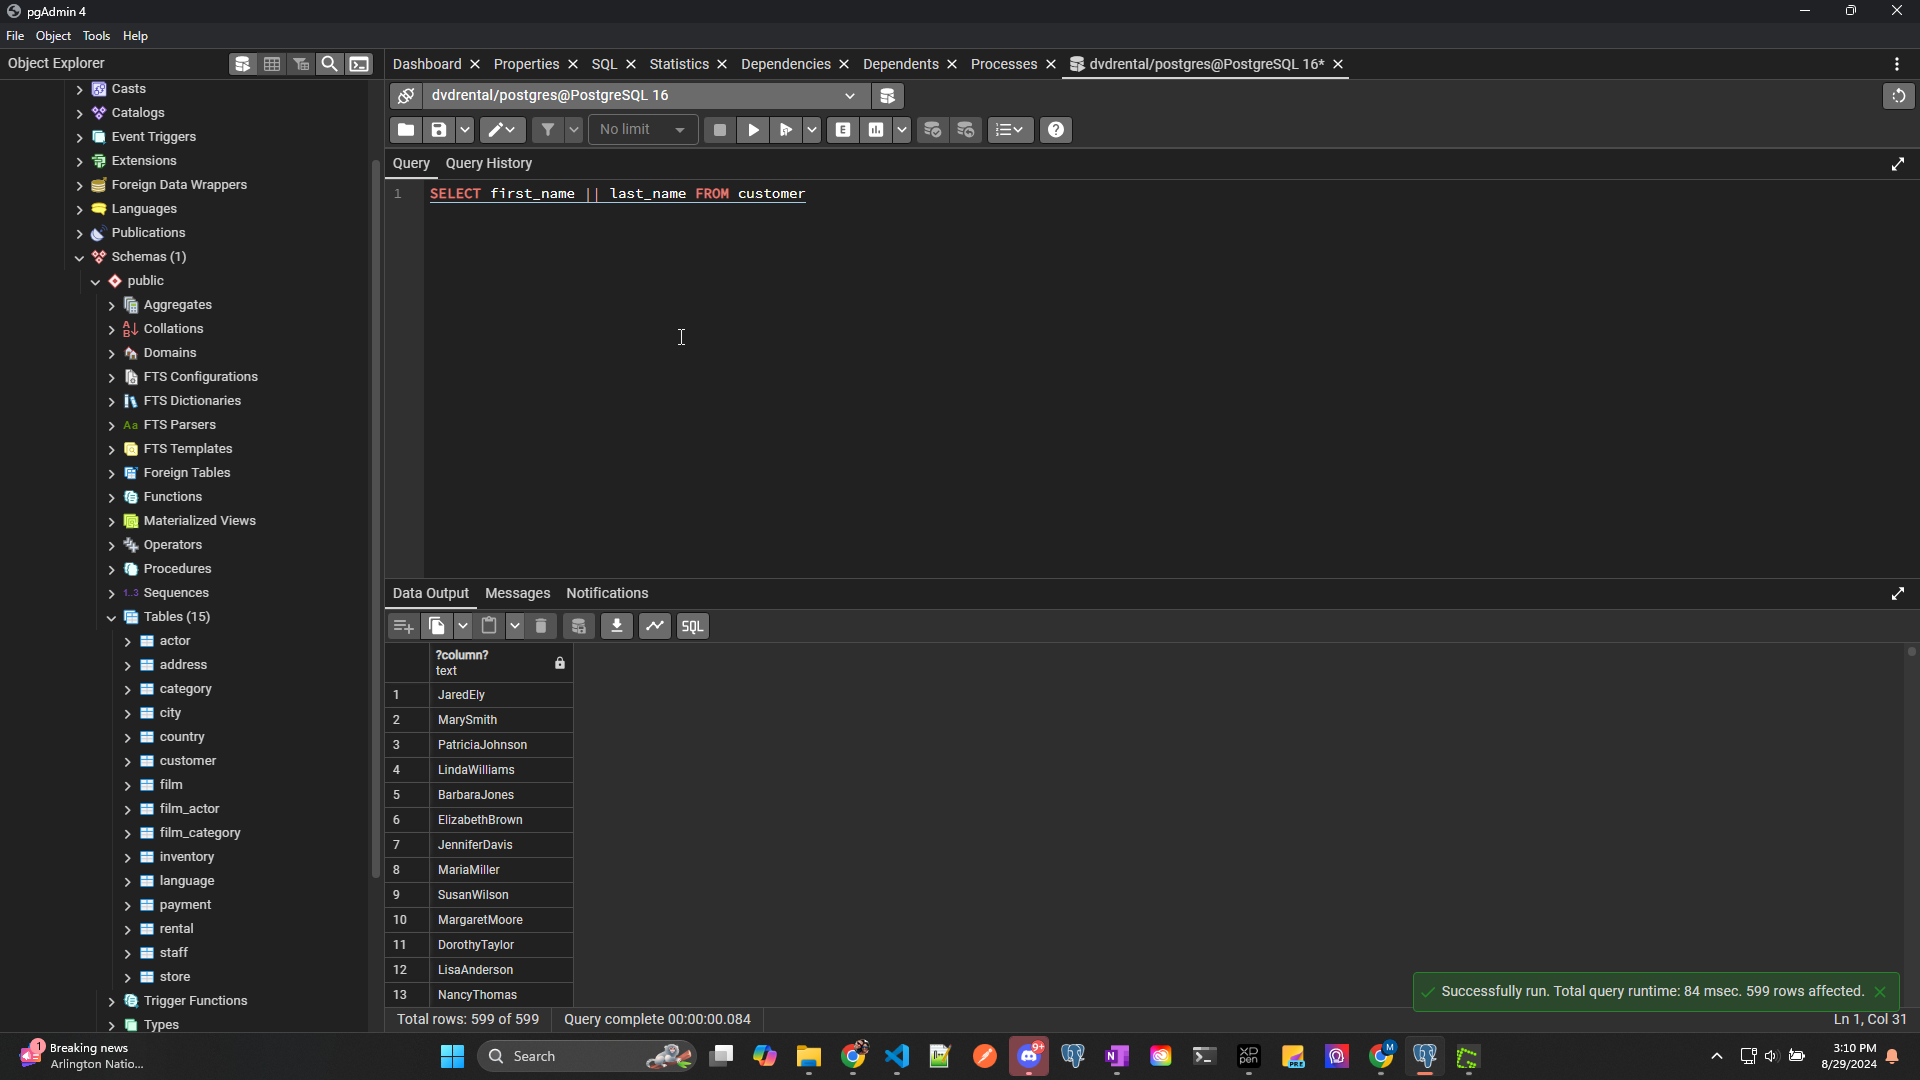 pgAdmin 4
File Object Tools Help
Object Explorer
Dashboard Properties SQL Statistics Dependencies Dependents Processes dvdrental/postgres@PostgreSQL 16*
dvdrental/postgres@PostgreSQL 16
No limit
E
Query Query History
1 SELECT first_name || last_name FROM customer
Casts
Catalogs
Event Triggers
Extensions
Foreign Data Wrappers
Languages
Publications
Schemas (1)
public
Aggregates
Collations
Domains
FTS Configurations
FTS Dictionaries
Aa FTS Parsers
FTS Templates
Foreign Tables
Functions
Materialized Views
Operators
Procedures
1..3 Sequences
Tables (15)
actor
address
category
city
country
customer
film
film_actor
film_category
inventory
language
payment
rental
staff
store
Trigger Functions
Types
Data Output Messages Notifications
SQL
?column?
text
1 JaredEly
2 MarySmith
3 PatriciaJohnson
4 LindaWilliams
5 BarbaraJones
6 ElizabethBrown
7 JenniferDavis
8 MariaMiller
9 SusanWilson
10 MargaretMoore
11 DorothyTaylor
12 LisaAnderson
13 NancyThomas
Successfully run. Total query runtime: 84 msec. 599 rows affected.
Total rows: 599 of 599 Query complete 00:00:00.084 Ln 1, Col 31
1 Breaking news
Arlington Natio...
Search
9+
M
3:10 PM
8/29/2024